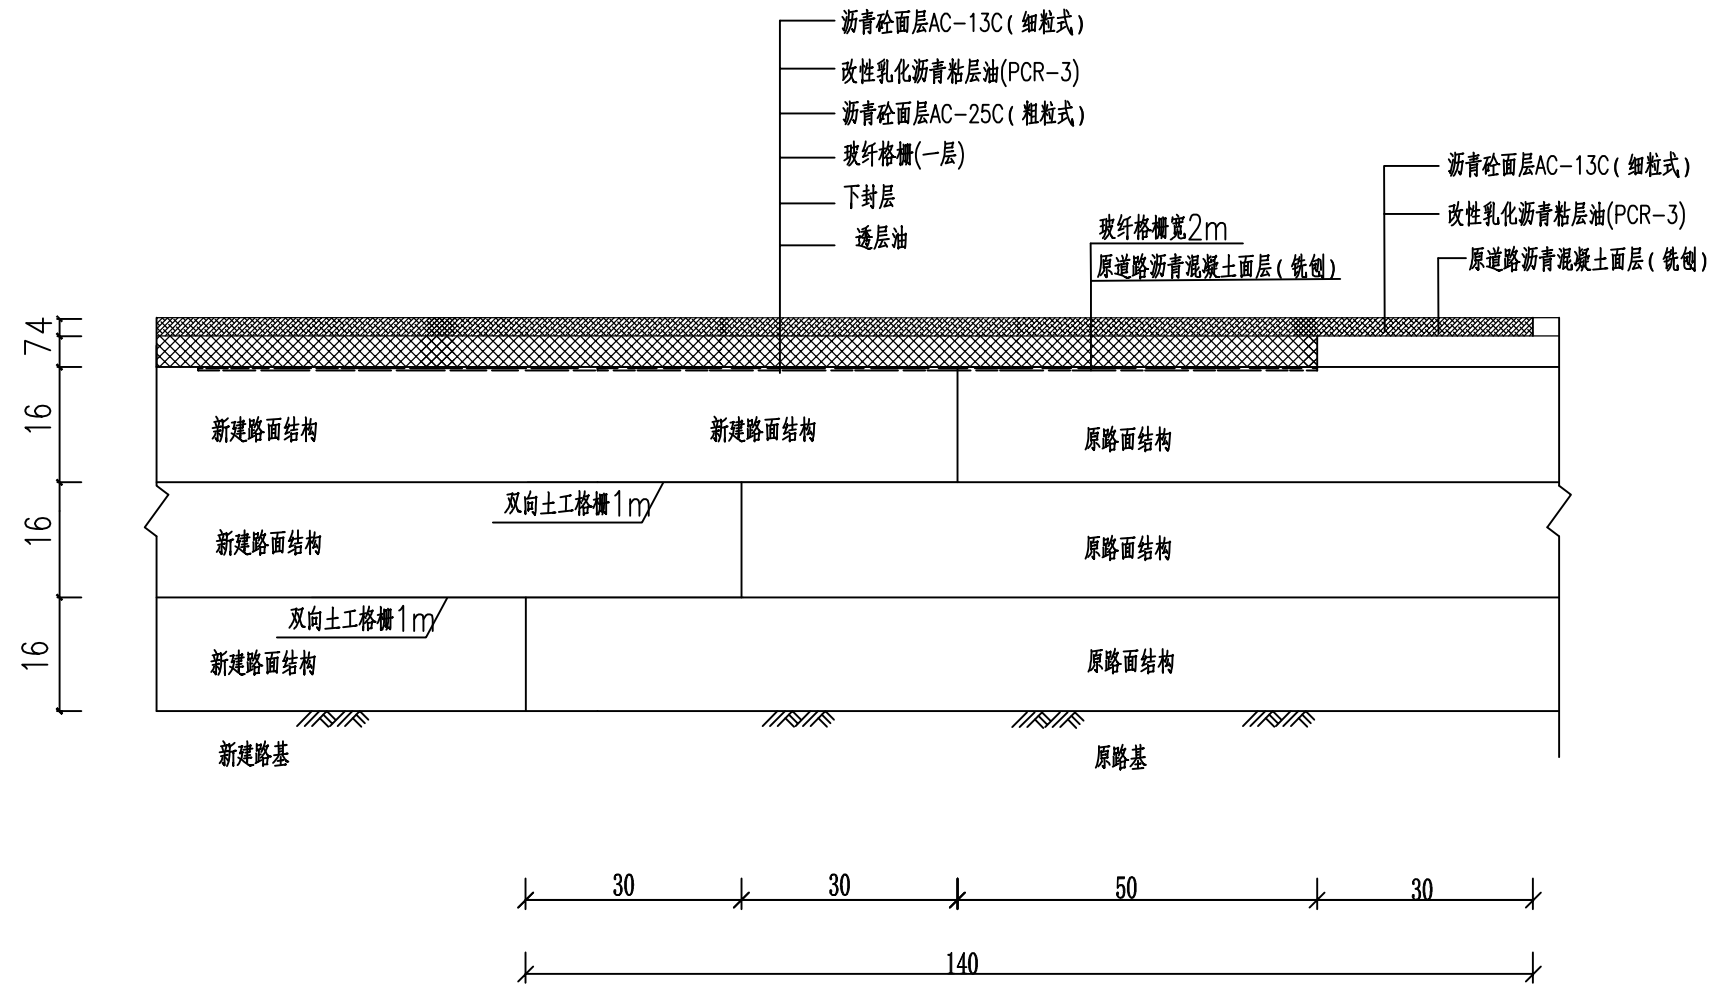 沥青砼面层AC-13C(细粒式)
改性乳化沥青粘层油(PCR-3)
沥青砼面层AC-25C(粗粒式)
玻纤格栅(一层)
下封层
透层油
沥青砼面层AC-13C(细粒式)
改性乳化沥青粘层油(PCR-3)
原道路沥青混凝土面层(铣刨)
玻纤格栅宽2m
原道路沥青混凝土面层(铣刨)
4
7
16
16
16
新建路面结构
新建路面结构
原路面结构
双向土工格栅1m
新建路面结构
原路面结构
双向土工格栅1m
新建路面结构
原路面结构
新建路基
原路基
30
30
50
30
140